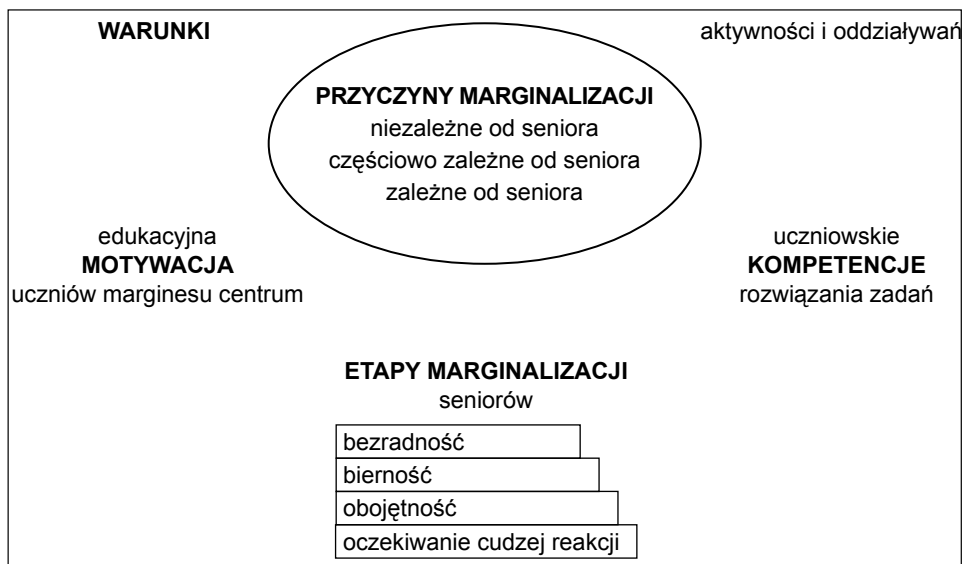 WARUNKI
aktywności i oddziaływań
PRZYCZYNY MARGINALIZACJI
niezależne od seniora
częściowo zależne od seniora
zależne od seniora
edukacyjna
MOTYWACJA
uczniów marginesu centrum
uczniowskie
KOMPETENCJE
rozwiązania zadań
ETAPY MARGINALIZACJI
seniorów
bezradność
bierność
obojętność
oczekiwanie cudzej reakcji